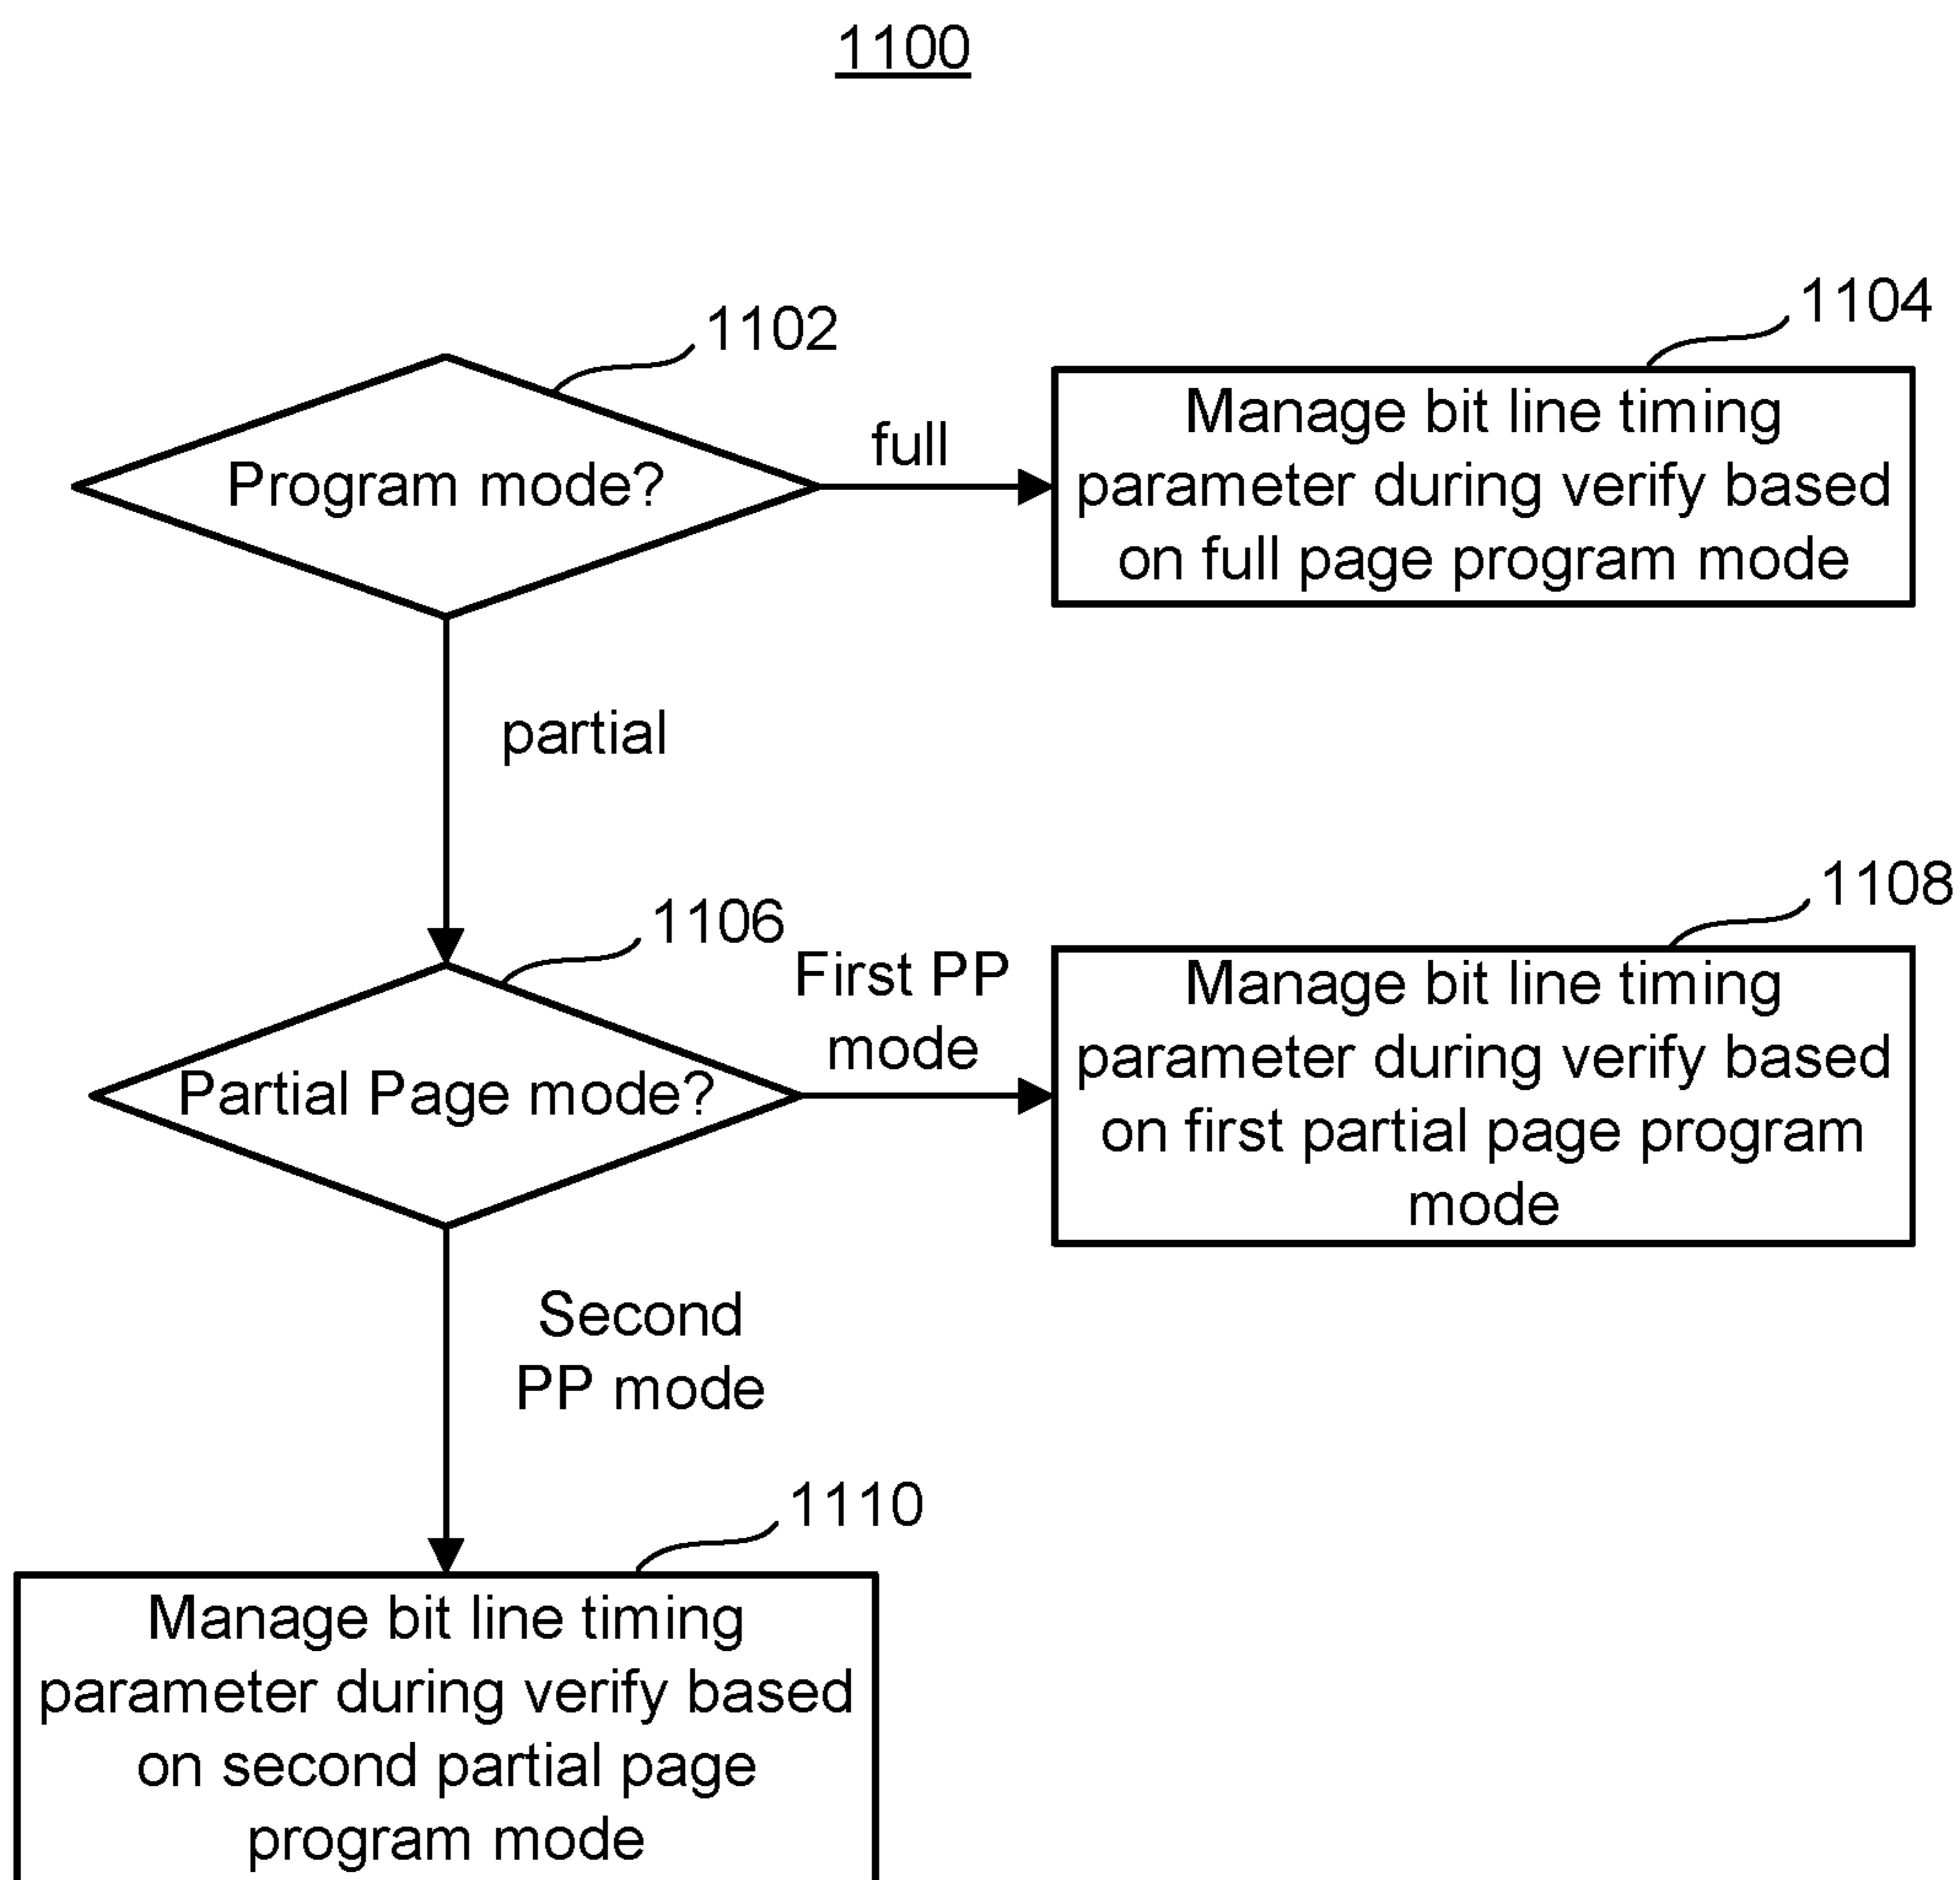 1100
1102
Program mode?
full
1104
Manage bit line timing
parameter during verify based
on full page program mode
partial
1106
Partial Page mode?
First PP
mode
1108
Manage bit line timing
parameter during verify based
on first partial page program
mode
Second
PP mode
1110
Manage bit line timing
parameter during verify based
on second partial page
program mode